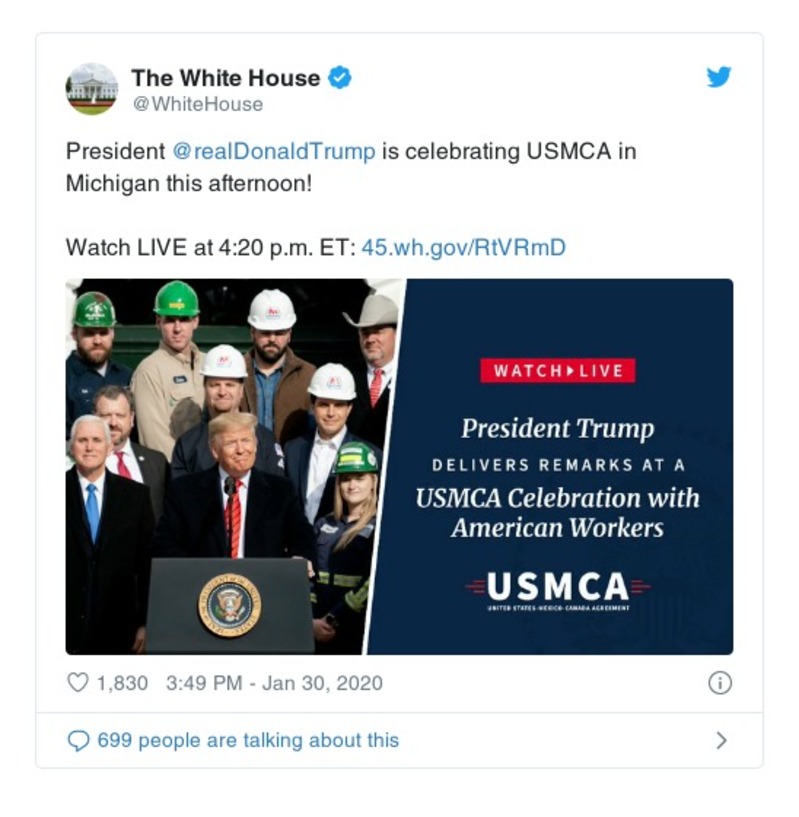 The White House
@WhiteHouse
President @realDonaldTrump is celebrating USMCA in
Michigan this afternoon!
Watch LIVE at 4:20 p.m. ET: 45.wh.gov/RtVRmD
WATCH LIVE
President Trump
DELIVERS REMARKS AT A
USMCA Celebration with
American Workers
USMCA
UNITED STATES-MEXICO-CANADA AGREEMENT
1,830 3:49 PM - Jan 30, 2020
699 people are talking about this